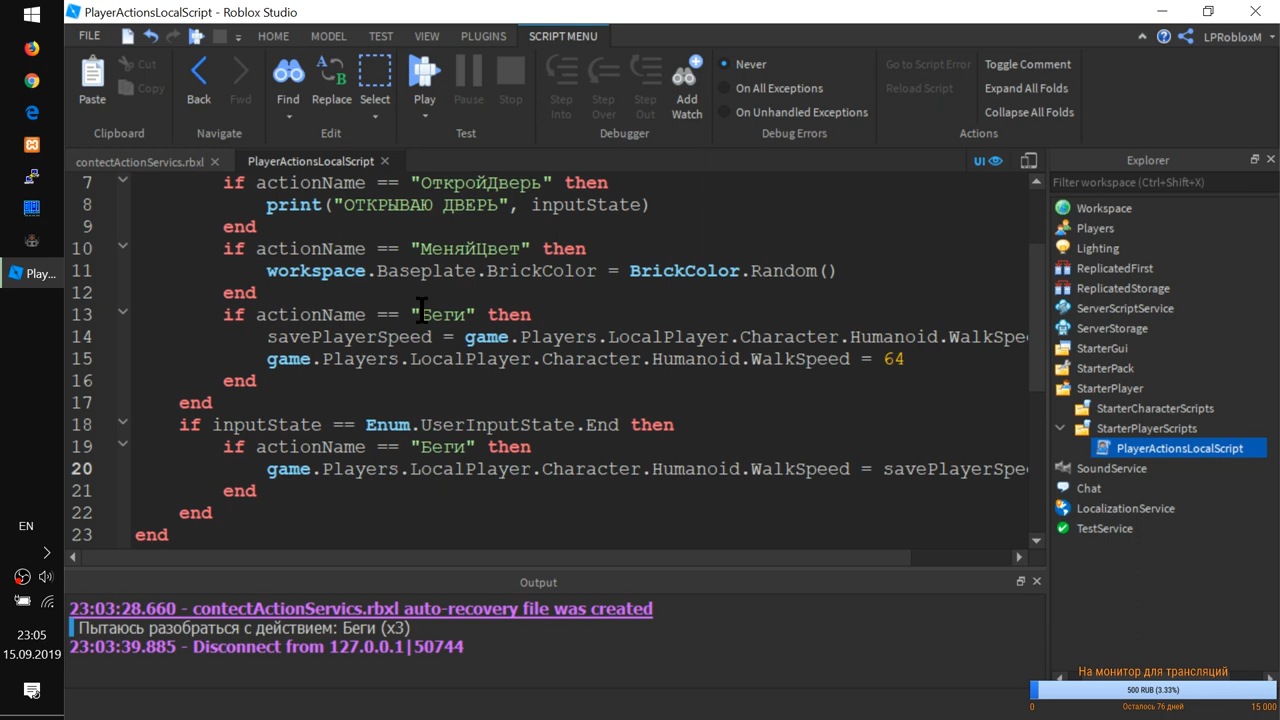 PlayerActionsLocalScript - Roblox Studio
FILE HOME MODEL TEST VIEW PLUGINS SCRIPT MENU LPRobloxM
Paste Cut Copy Back Fwd Find Replace Select Play Pause Stop Step Into Step Over Step Out Add Watch
Never
On All Exceptions
On Unhandled Exceptions
Go to Script Error
Reload Script
Toggle Comment
Expand All Folds
Collapse All Folds
Clipboard Navigate Edit Test Debugger Debug Errors Actions
contectActionServics.rbxl PlayerActionsLocalScript UI
7 if actionName == "ОткройДверь" then
8 print("ОТКРЫВАЮ ДВЕРЬ", inputState)
9 end
10 if actionName == "МеняйЦвет" then
11 workspace.Baseplate.BrickColor = BrickColor.Random()
12 end
13 if actionName == "Беги" then
14 savePlayerSpeed = game.Players.LocalPlayer.Character.Humanoid.WalkSpe
15 game.Players.LocalPlayer.Character.Humanoid.WalkSpeed = 64
16 end
17 end
18 if inputState == Enum.UserInputState.End then
19 if actionName == "Беги" then
20 game.Players.LocalPlayer.Character.Humanoid.WalkSpeed = savePlayerSpe
21 end
22 end
23 end
Explorer
Filter workspace (Ctrl+Shift+X)
Workspace
Players
Lighting
ReplicatedFirst
ReplicatedStorage
ServerScriptService
ServerStorage
StarterGui
StarterPack
StarterPlayer
StarterCharacterScripts
StarterPlayerScripts
PlayerActionsLocalScript
SoundService
Chat
LocalizationService
TestService
Output
23:03:28.660 - contectActionServics.rbxl auto-recovery file was created
Пытаюсь разобраться с действием: Беги (x3)
23:03:39.885 - Disconnect from 127.0.0.1|50744
Play...
EN
23:05
15.09.2019
На монитор для трансляций
500 RUB (3.33%)
0 Осталось 76 дней 15 000